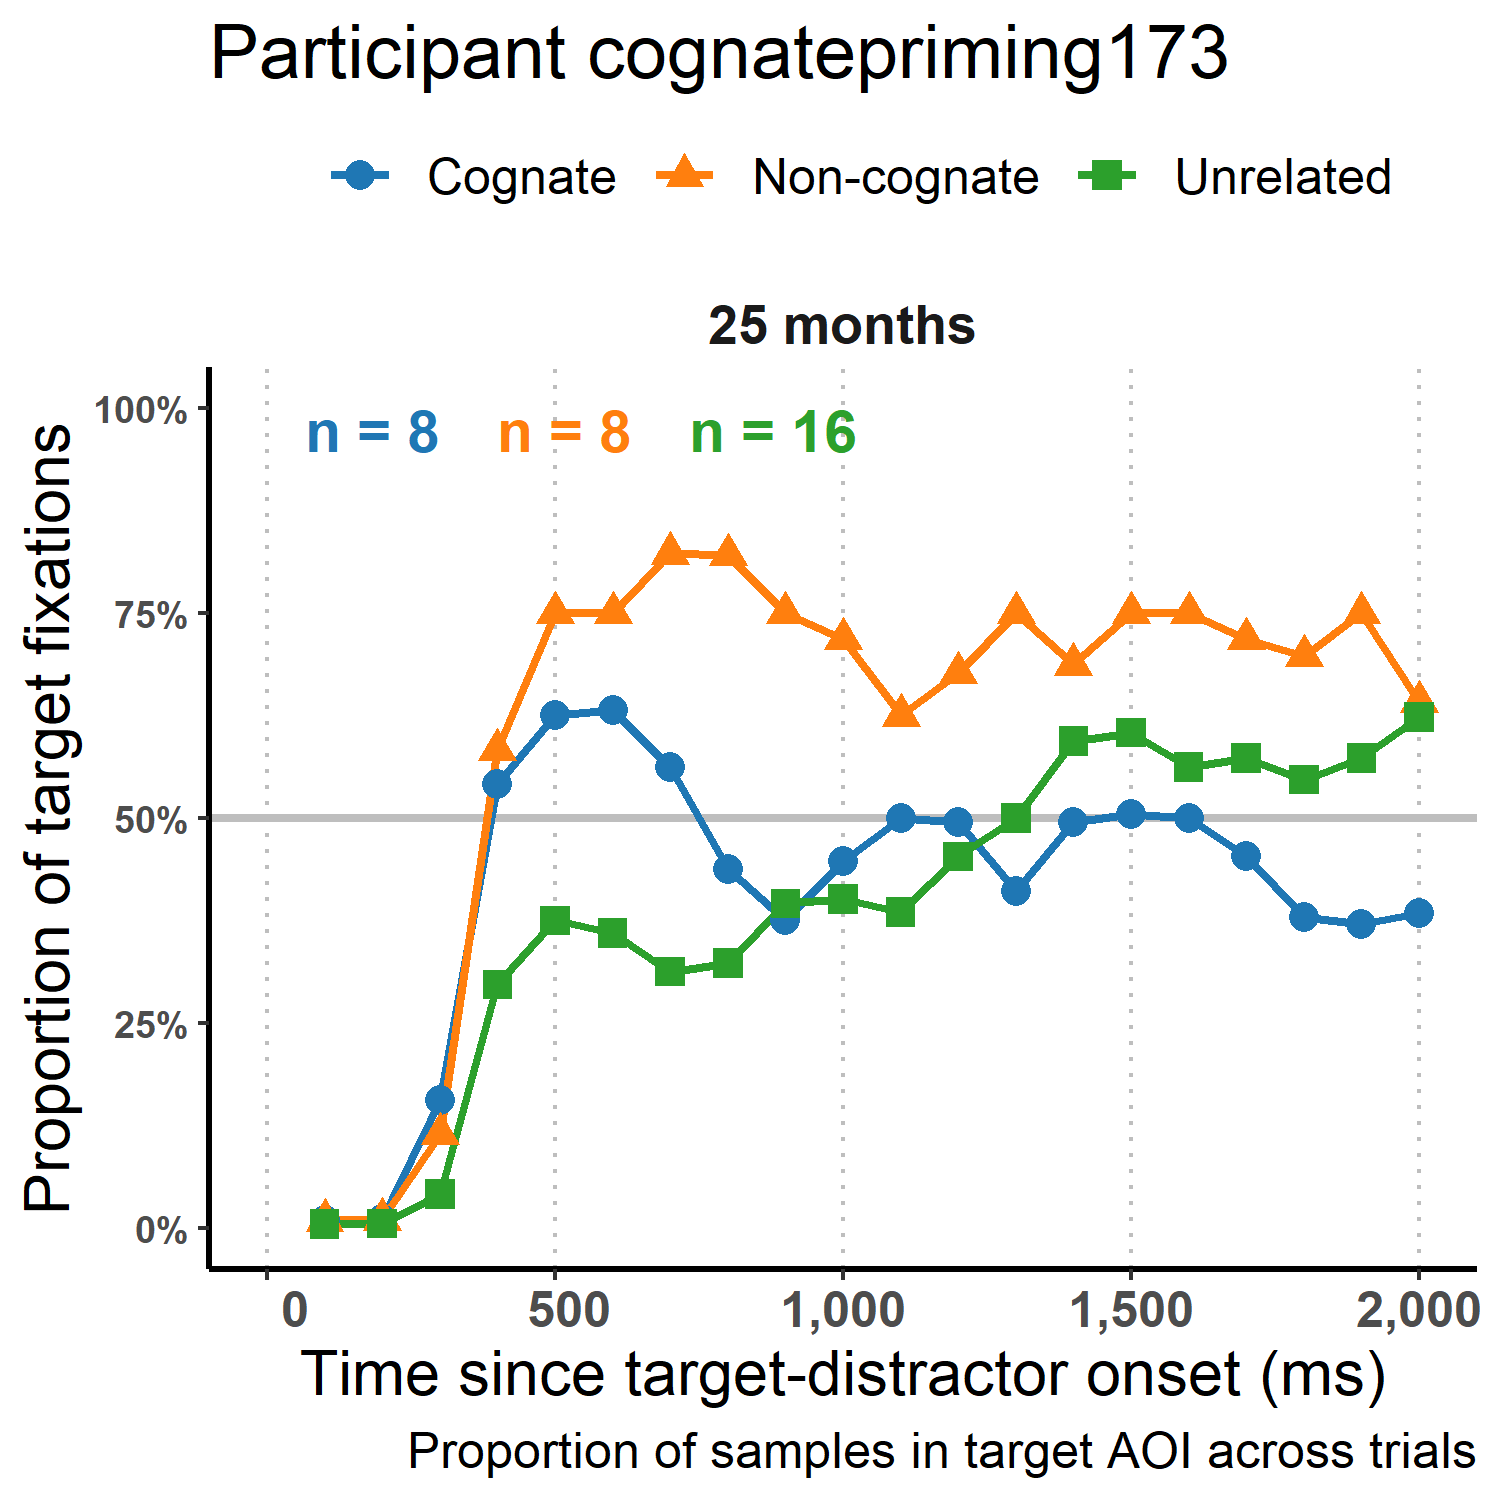 Participant cognatepriming173
Cognate Non-cognate Unrelated
25 months
n = 8 n = 8 n = 16
100%
75%
50%
25%
0%
Proportion of target fixations
0 500 1,000 1,500 2,000
Time since target-distractor onset (ms)
Proportion of samples in target AOI across trials